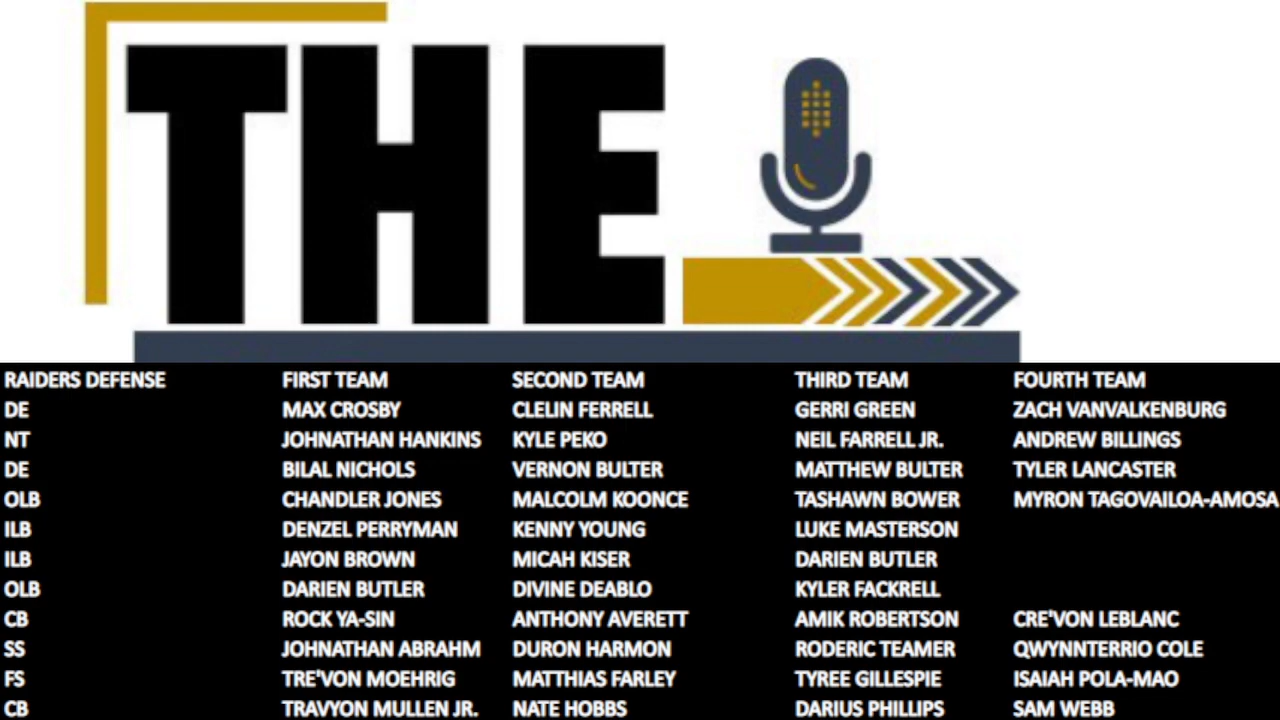 THE
RAIDERS DEFENSE FIRST TEAM SECOND TEAM THIRD TEAM FOURTH TEAM
DE MAX CROSBY CLELIN FERRELL GERRI GREEN ZACH VANVALKENBURG
NT JOHNATHAN HANKINS KYLE PEKO NEIL FARRELL JR. ANDREW BILLINGS
DE BILAL NICHOLS VERNON BULTER MATTHEW BULTER TYLER LANCASTER
OLB CHANDLER JONES MALCOLM KOONCE TASHAWN BOWER MYRON TAGOVAILOA-AMOSA
ILB DENZEL PERRYMAN KENNY YOUNG LUKE MASTERSON
ILB JAYON BROWN MICAH KISER DARIEN BUTLER
OLB DARIEN BUTLER DIVINE DEABLO KYLER FACKRELL
CB ROCK YA-SIN ANTHONY AVERETT AMIK ROBERTSON CRE'VON LEBLANC
SS JOHNATHAN ABRAHM DURON HARMON RODERIC TEAMER QWYNNTERRIO COLE
FS TRE'VON MOEHRIG MATTHIAS FARLEY TYREE GILLESPIE ISAIAH POLA-MAO
CB TRAVYON MULLEN JR. NATE HOBBS DARIUS PHILLIPS SAM WEBB